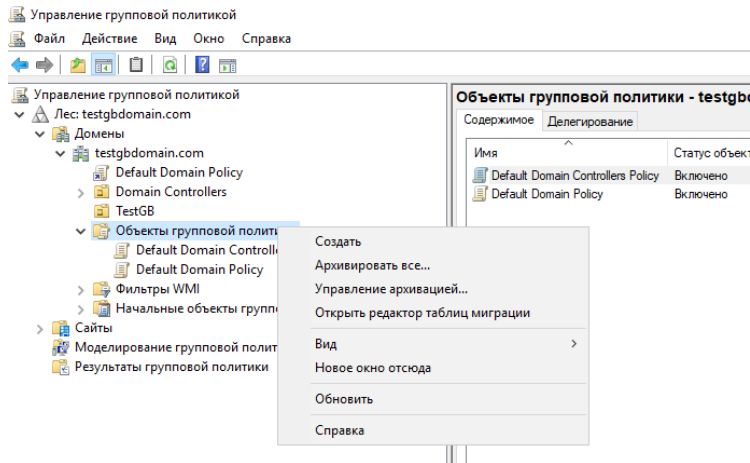 Управление групповой политикой
Файл Действие Вид Окно Справка
Управление групповой политикой
Лес: testgbdomain.com
Домены
testgbdomain.com
Default Domain Policy
Domain Controllers
TestGB
Объекты групповой полити
Default Domain Controlle
Default Domain Policy
Фильтры WMI
Начальные объекты групп
Сайты
Моделирование групповой полит
Результаты групповой политики
Объекты групповой политики - testgbd
Содержимое Делегирование
Имя Статус объект
Default Domain Controllers Policy Включено
Default Domain Policy Включено
Создать
Архивировать все...
Управление архивацией...
Открыть редактор таблиц миграции
Вид
Новое окно отсюда
Обновить
Справка